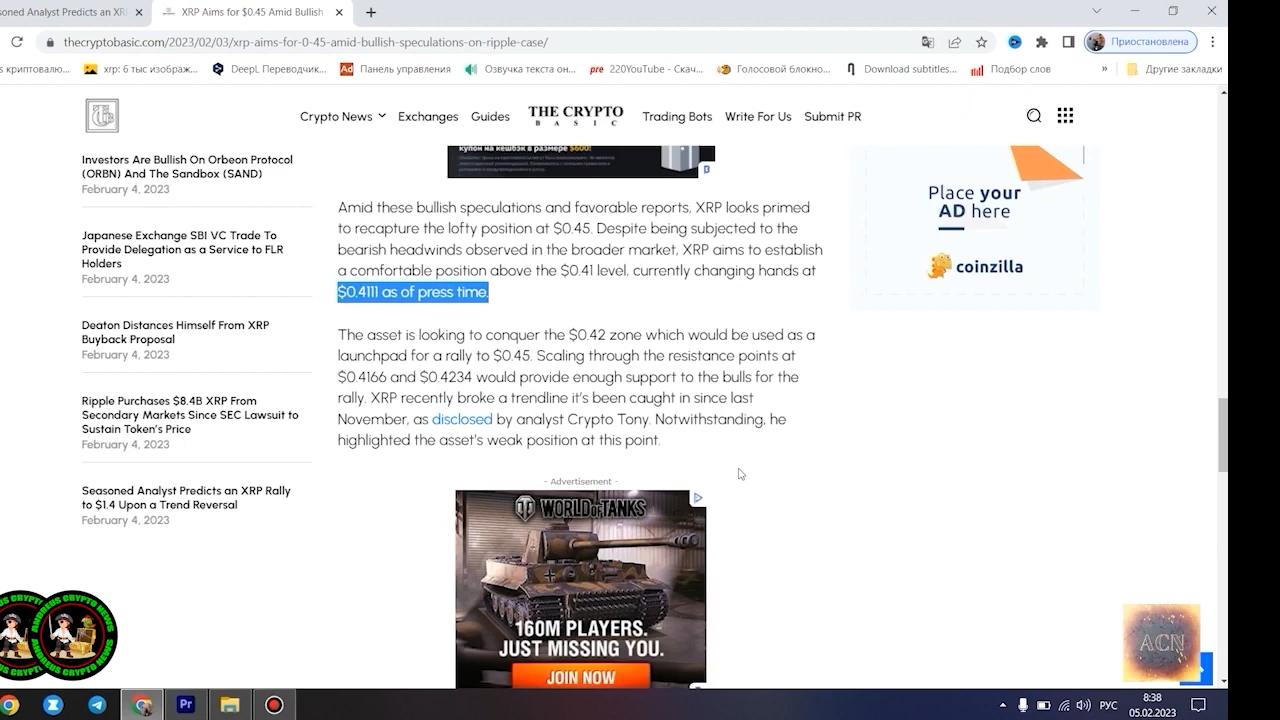 soned Analyst Predicts an XR
XRP Aims for $0.45 Amid Bullish
thecryptobasic.com/2023/02/03/xrp-aims-for-0-45-amid-bullish-speculations-on-ripple-case/
Приостановлена
s криптовалю...
xrp: 6 тыс изображ...
DeepL Переводчик...
Панель управления
Озвучка текста он...
220YouTube - Скач...
Голосовой блокно...
Download subtitles...
Подбор слов
»
Другие закладки
Crypto News
Exchanges
Guides
THE CRYPTO
BASIC
Trading Bots
Write For Us
Submit PR
Investors Are Bullish On Orbeon Protocol
(ORBN) And The Sandbox (SAND)
February 4, 2023
Japanese Exchange SBI VC Trade To
Provide Delegation as a Service to FLR
Holders
February 4, 2023
Deaton Distances Himself From XRP
Buyback Proposal
February 4, 2023
Ripple Purchases $8.4B XRP From
Secondary Markets Since SEC Lawsuit to
Sustain Token's Price
February 4, 2023
Seasoned Analyst Predicts an XRP Rally
to $1.4 Upon a Trend Reversal
February 4, 2023
купон на кешбэк в размере $600!
Amid these bullish speculations and favorable reports, XRP looks primed
to recapture the lofty position at $0.45. Despite being subjected to the
bearish headwinds observed in the broader market, XRP aims to establish
a comfortable position above the $0.41 level, currently changing hands at
$0.4111 as of press time.
The asset is looking to conquer the $0.42 zone which would be used as a
launchpad for a rally to $0.45. Scaling through the resistance points at
$0.4166 and $0.4234 would provide enough support to the bulls for the
rally. XRP recently broke a trendline it's been caught in since last
November, as disclosed by analyst Crypto Tony. Notwithstanding, he
highlighted the asset's weak position at this point.
- Advertisement -
WORLD OF TANKS
160M PLAYERS.
JUST MISSING YOU.
JOIN NOW
Place your
AD here
coinzilla
ANDREUS CRYPTO NEWS
ANDREUS CRYPTO NEWS
ACN
Pr
РУС
8:38
05.02.2023